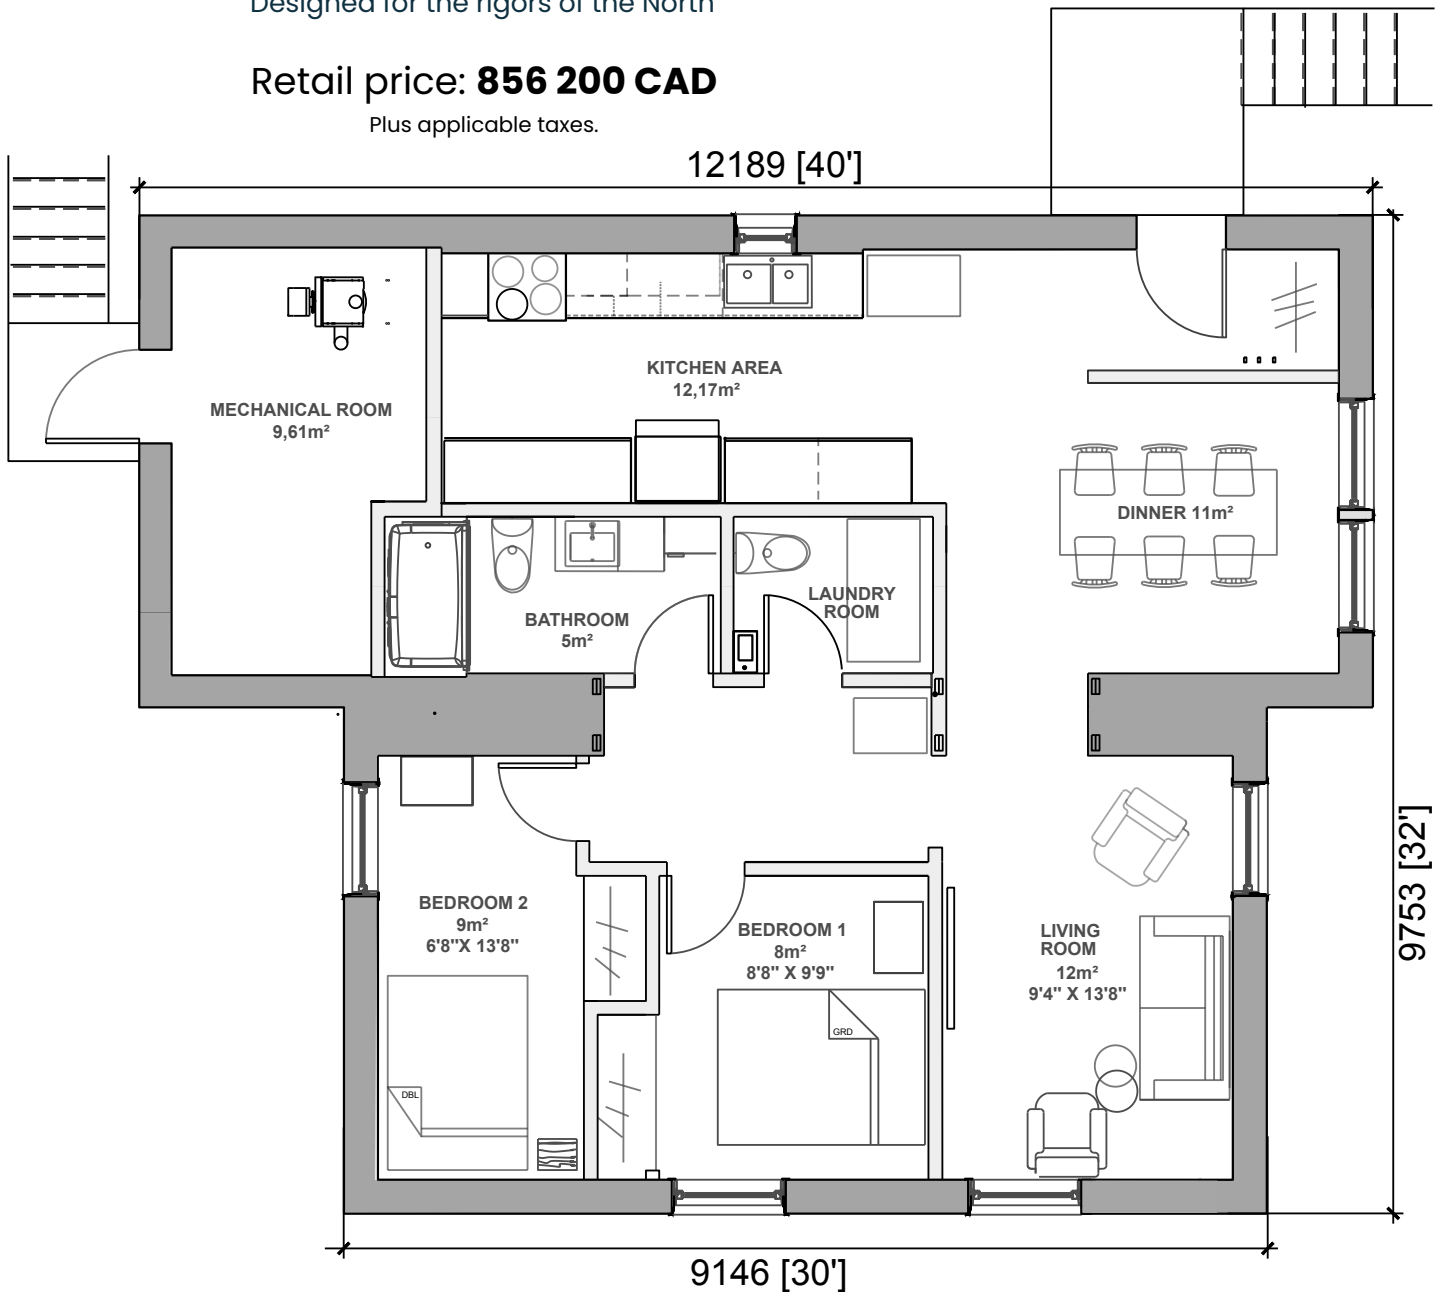 Designed for the rigors of the North
Retail price: 856 200 CAD
Plus applicable taxes.
12189 [40']
KITCHEN AREA
12,17m²
MECHANICAL ROOM
9,61m²
DINNER 11m²
LAUNDRY
ROOM
BATHROOM
5m²
9753 [32']
BEDROOM 2
9m²
6'8"X 13'8"
BEDROOM 1
8m²
8'8" X 9'9"
LIVING
ROOM
12m²
9'4" X 13'8"
GRD
DBL
9146 [30']